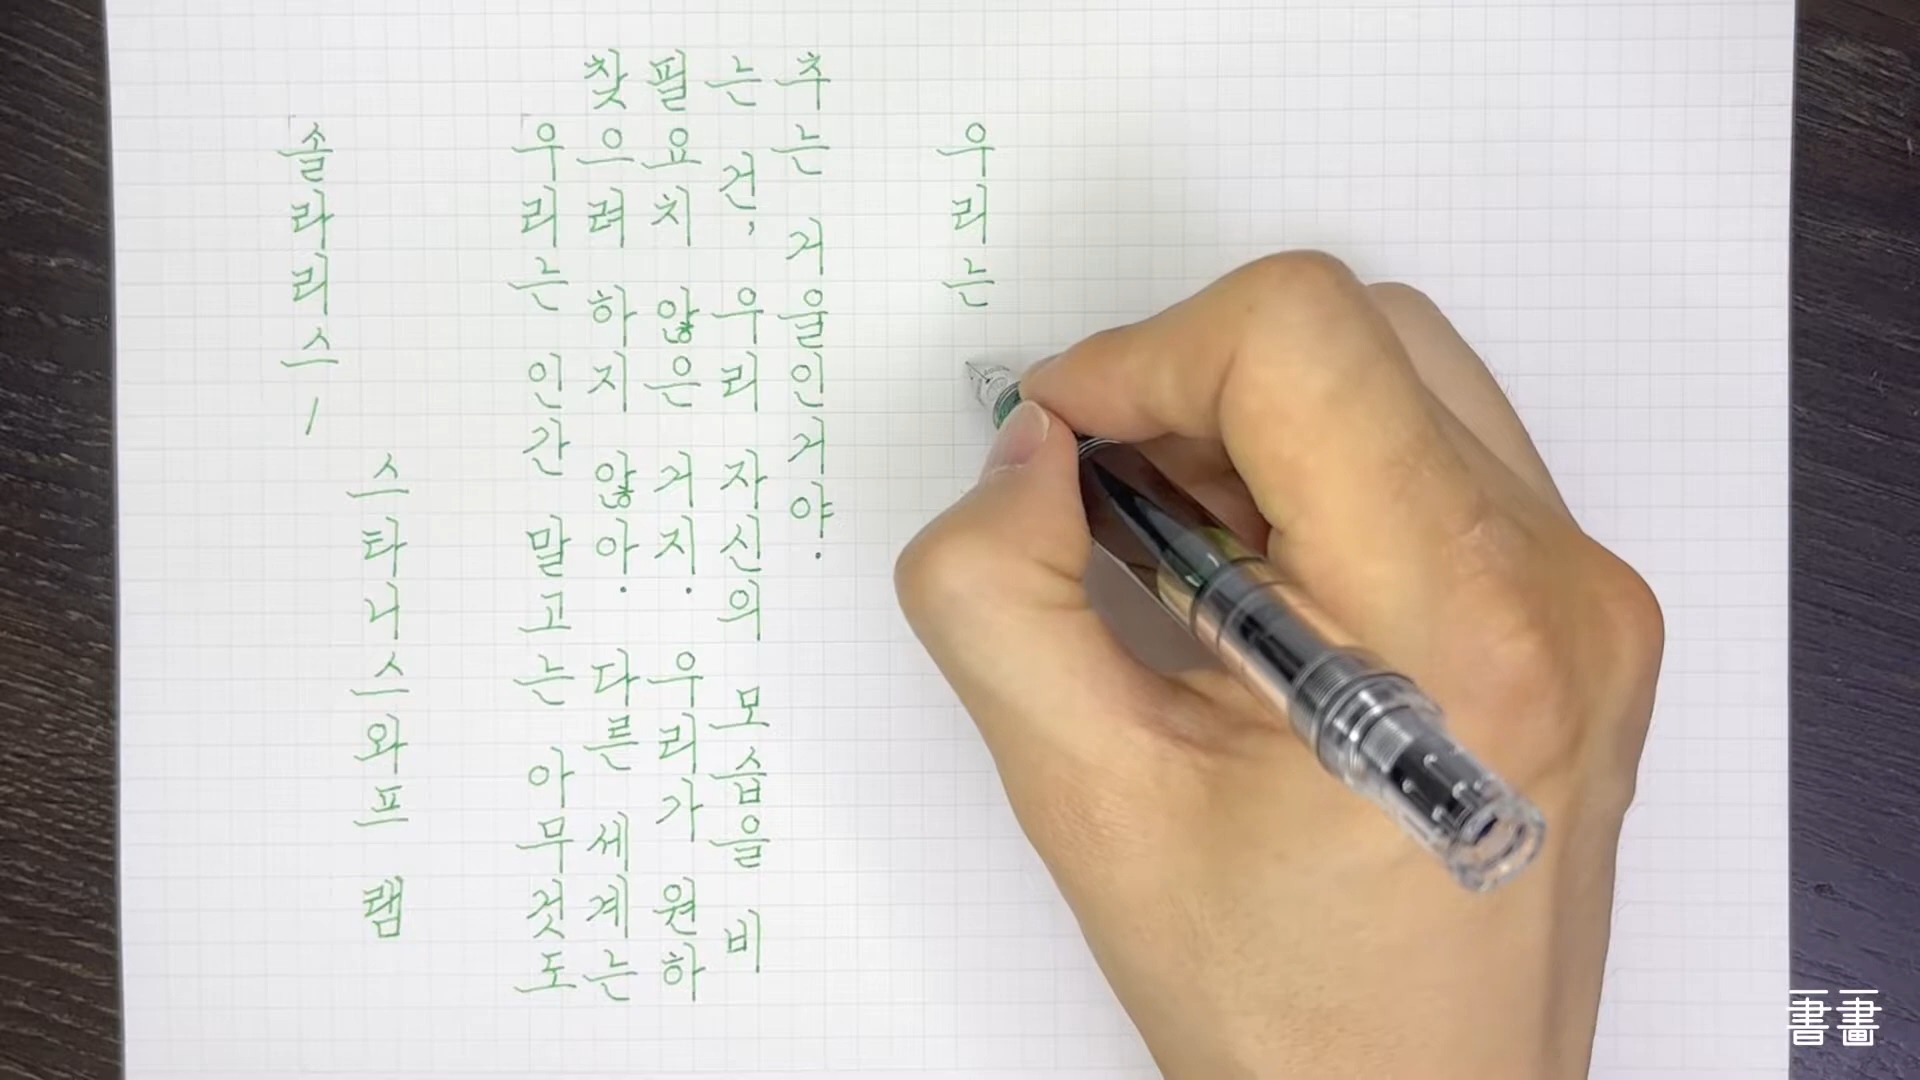 솔라리스 /
스타니스와프 램
우리는 인간 말고는 아무것도
찾으려 하지 않아. 다른 세계는
필요치 않은 거지. 우리가 원하
는 건, 우리 자신의 모습을 비
추는 거울인거야.
우리는
書畫